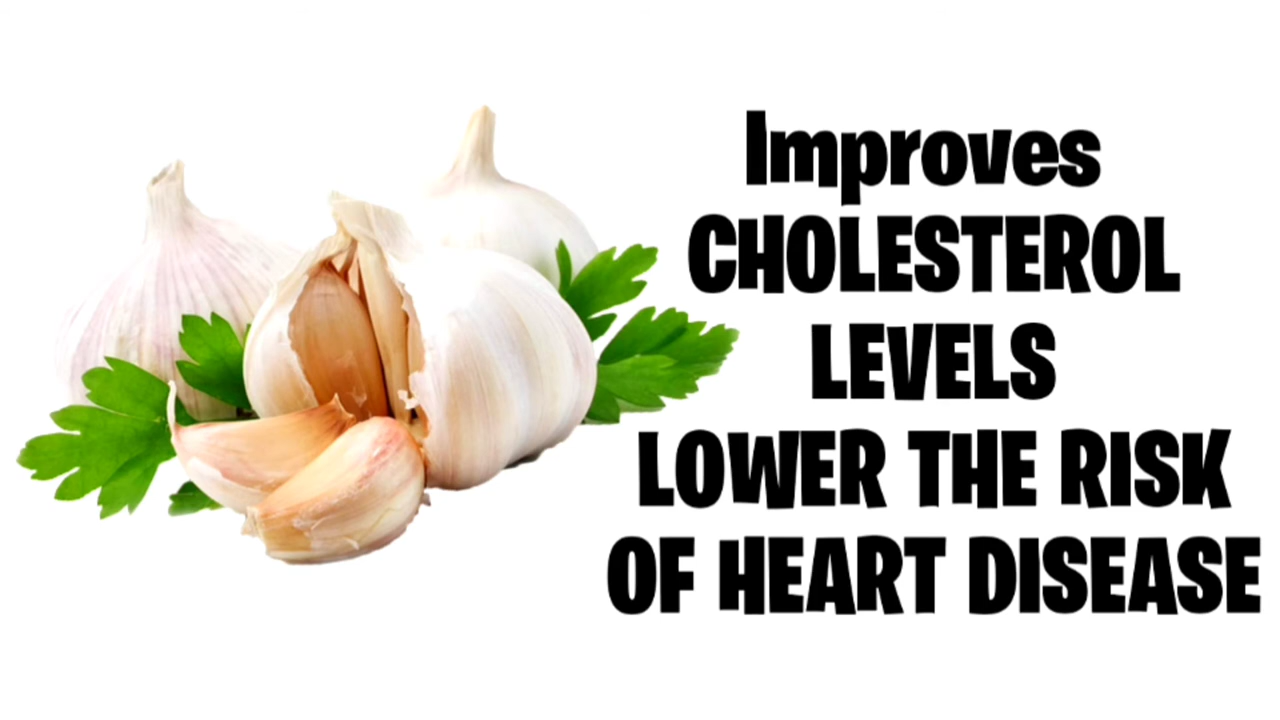 Improves
CHOLESTEROL
LEVELS
LOWER THE RISK
OF HEART DISEASE